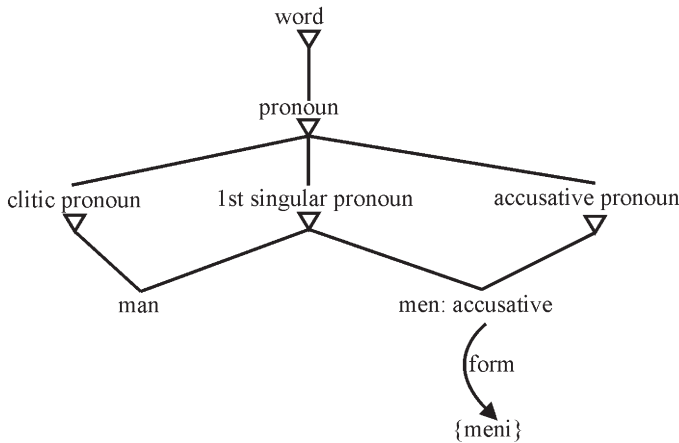 word
pronoun
clitic pronoun 1st singular pronoun accusative pronoun
man men: accusative
form
{meni}